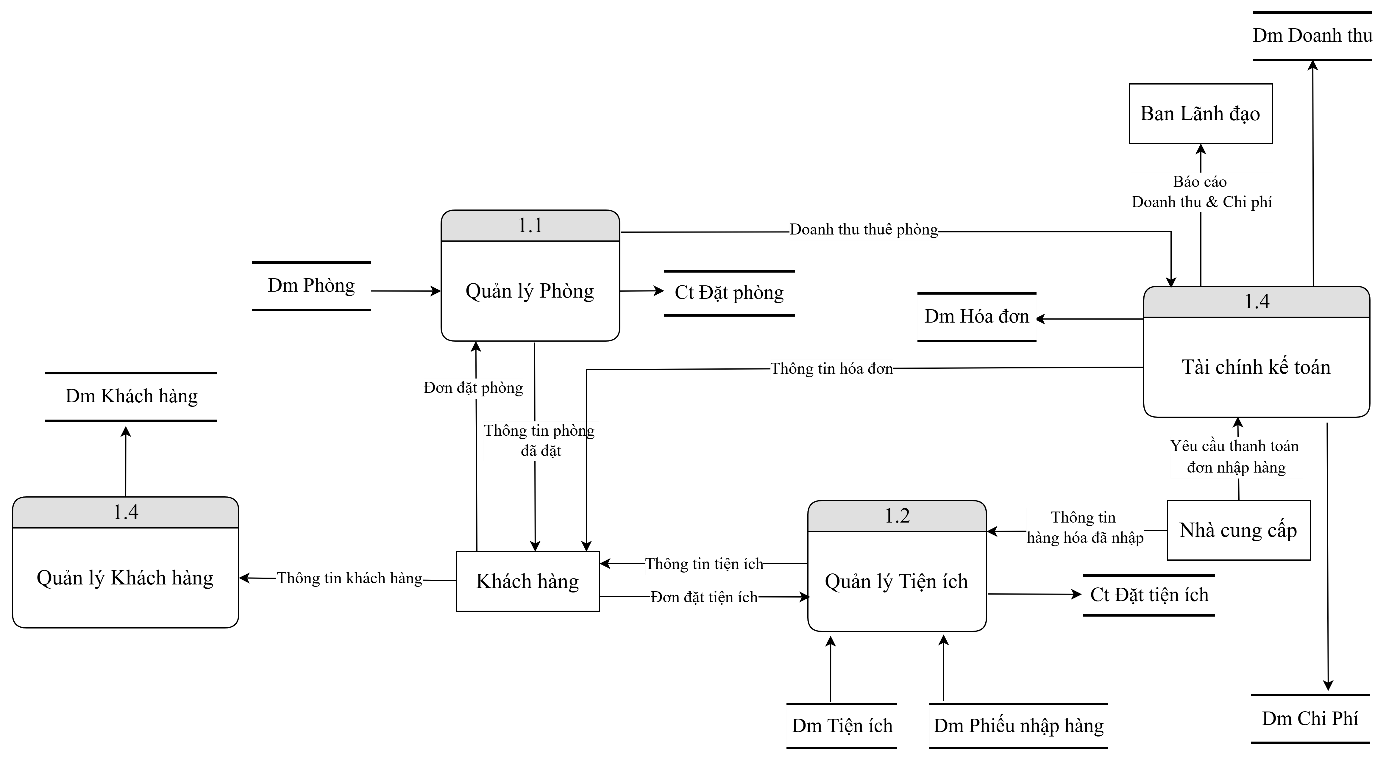 Dm Doanh thu
Ban Lãnh đạo
Báo cáo
Doanh thu & Chi phí
1.1
Doanh thu thuê phòng
Dm Phòng
Quản lý Phòng
Ct Đặt phòng
1.4
Dm Hóa đơn
Tài chính kế toán
Thông tin hóa đơn
Đơn đặt phòng
Dm Khách hàng
Thông tin phòng
đã đặt
Yêu cầu thanh toán
đơn nhập hàng
1.4
1.2
Thông tin
hàng hóa đã nhập
Nhà cung cấp
Quản lý Khách hàng
Thông tin khách hàng
Khách hàng
Thông tin tiện ích
Đơn đặt tiện ích
Quản lý Tiện ích
Ct Đặt tiện ích
Dm Tiện ích
Dm Phiếu nhập hàng
Dm Chi Phí